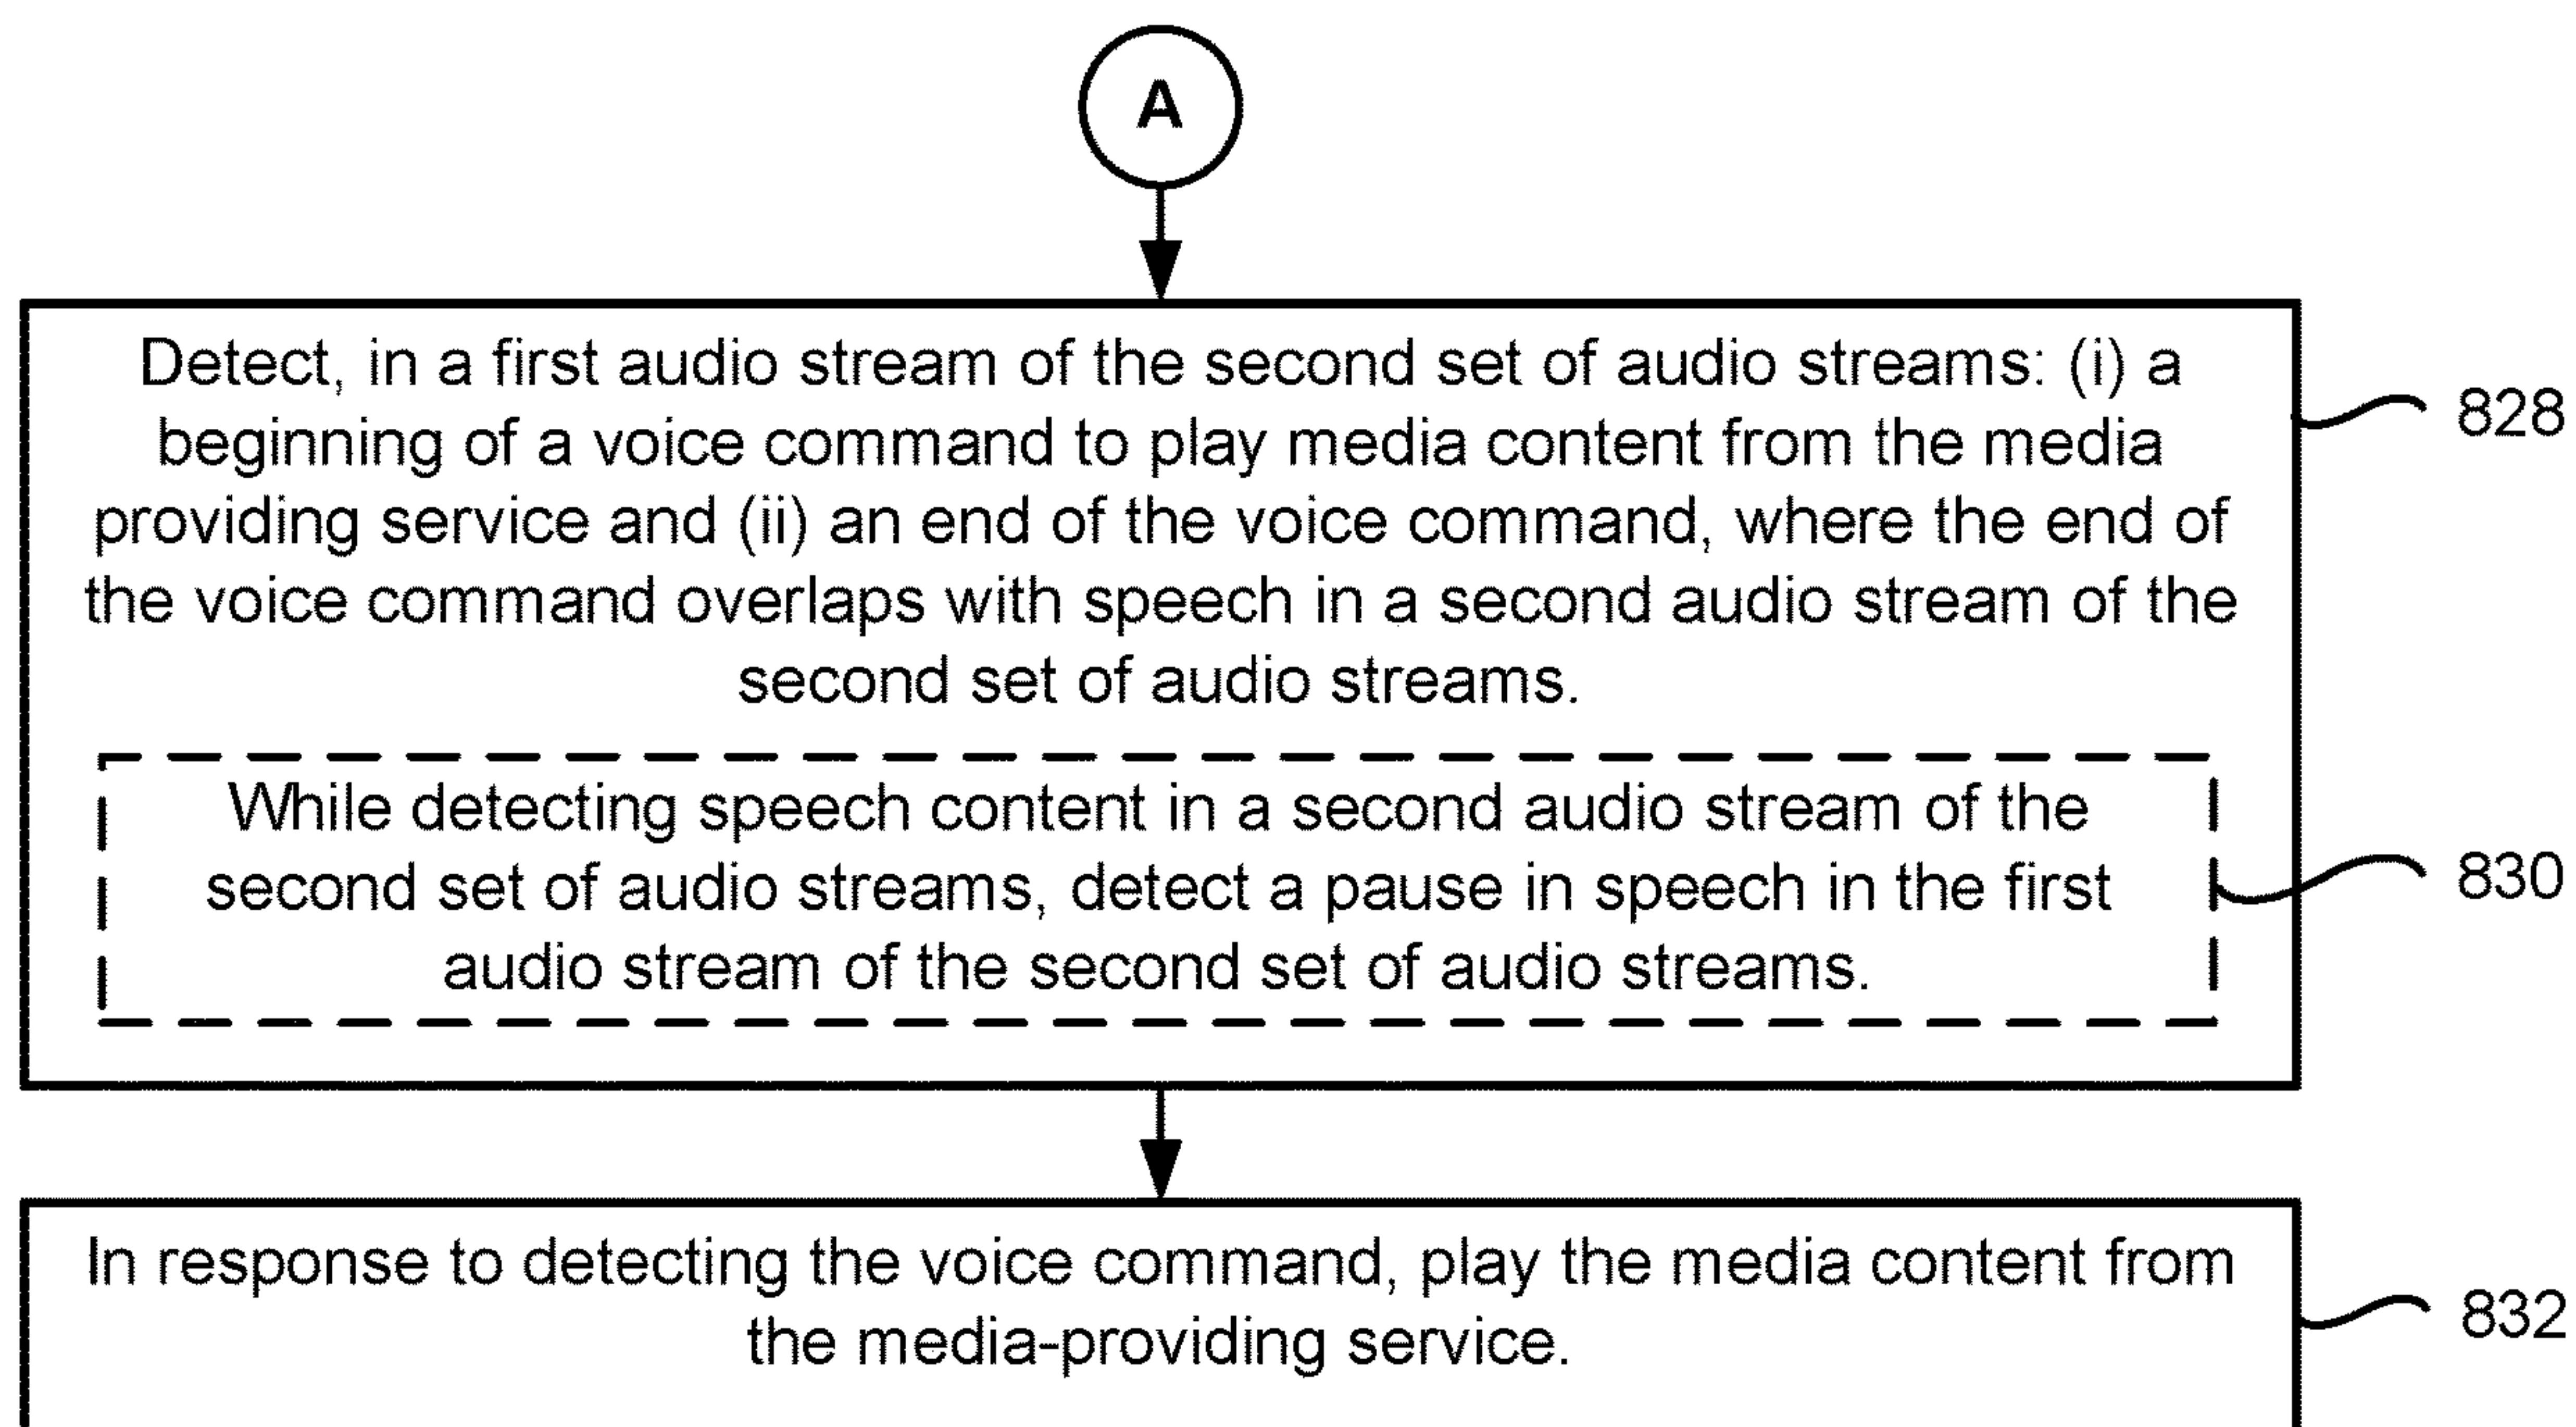 A
Detect, in a first audio stream of the second set of audio streams: (i) a
beginning of a voice command to play media content from the media
providing service and (ii) an end of the voice command, where the end of
the voice command overlaps with speech in a second audio stream of the
second set of audio streams.
828
While detecting speech content in a second audio stream of the
second set of audio streams, detect a pause in speech in the first
audio stream of the second set of audio streams.
830
In response to detecting the voice command, play the media content from
the media-providing service.
832